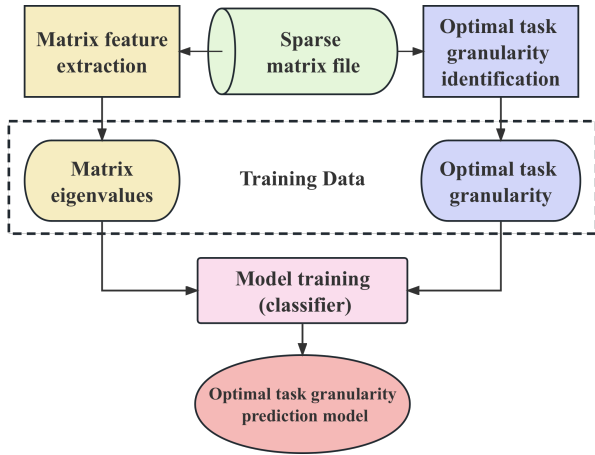 Matrix feature
extraction
Sparse
matrix file
Optimal task
granularity
identification
Matrix
eigenvalues
Training Data
Optimal task
granularity
Model training
(classifier)
Optimal task granularity
prediction model